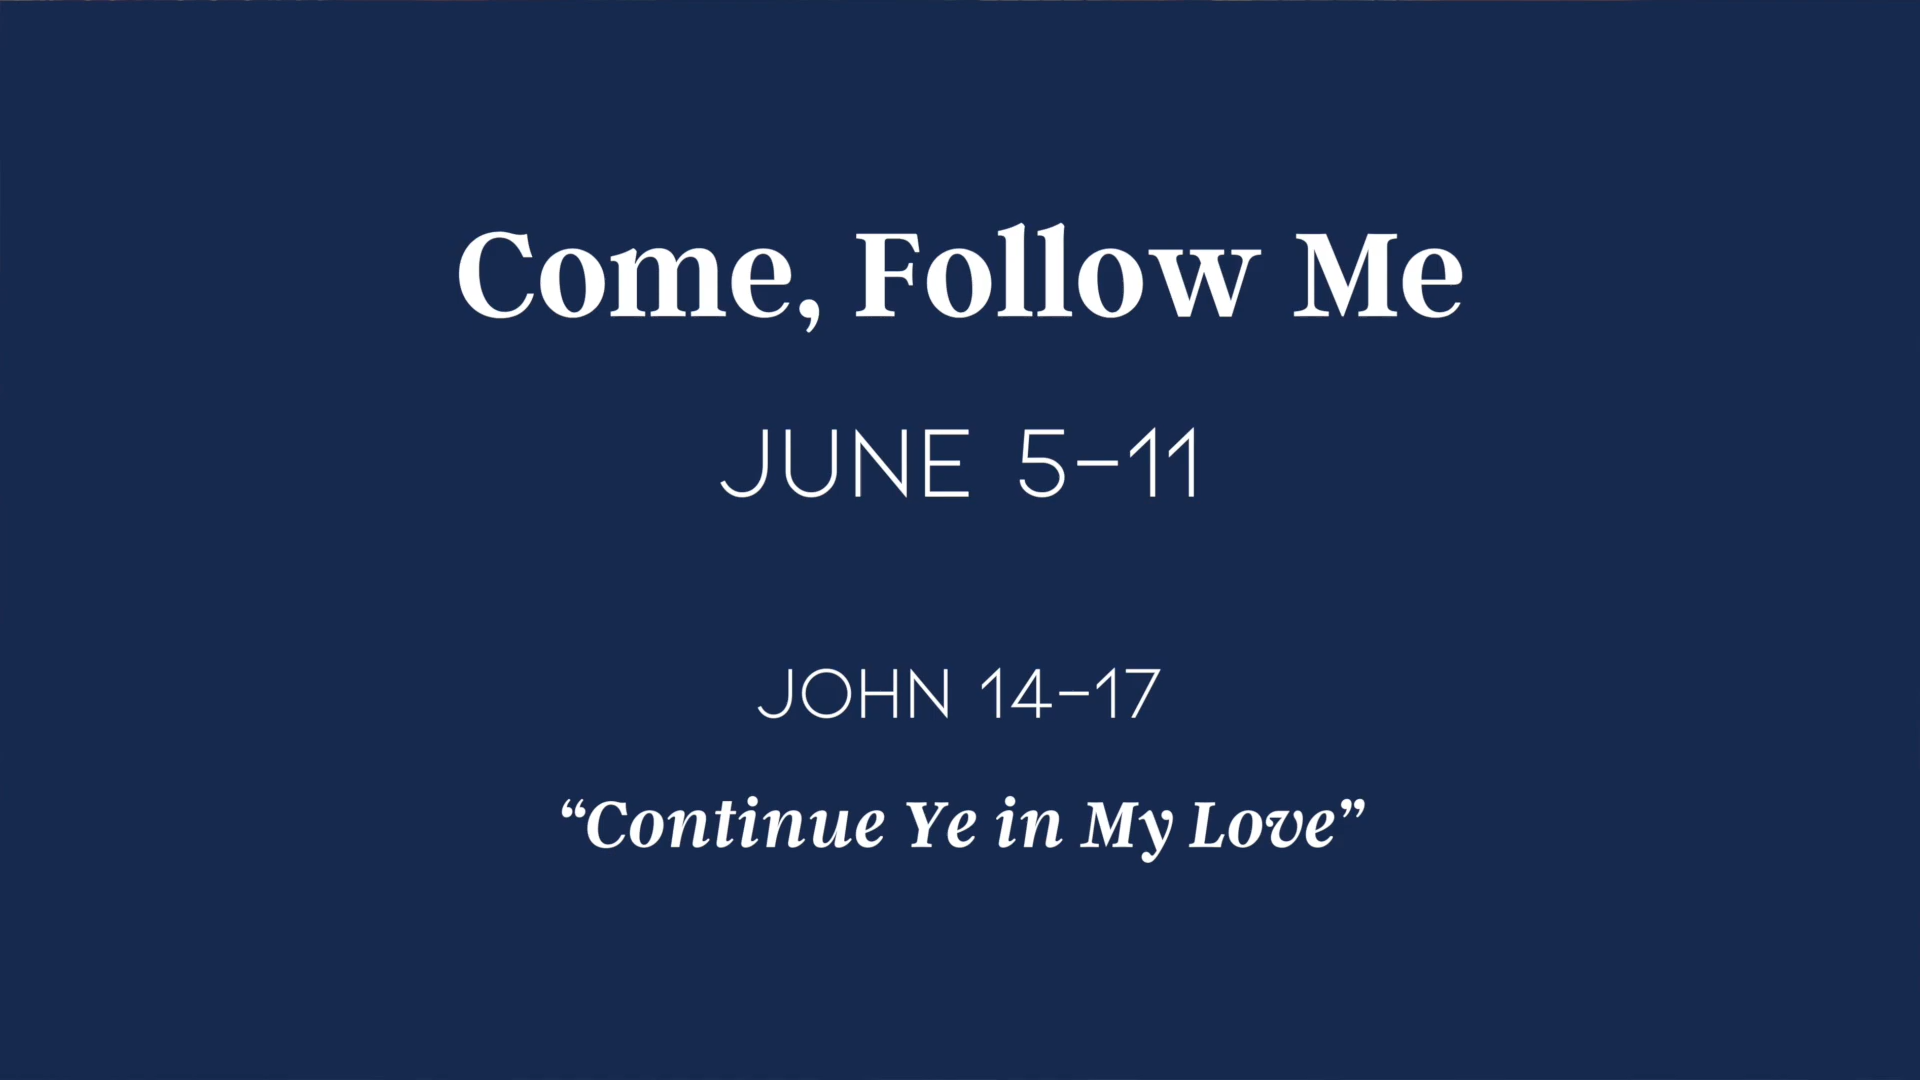 Come, Follow Me
JUNE 5–11
JOHN 14–17
“Continue Ye in My Love”